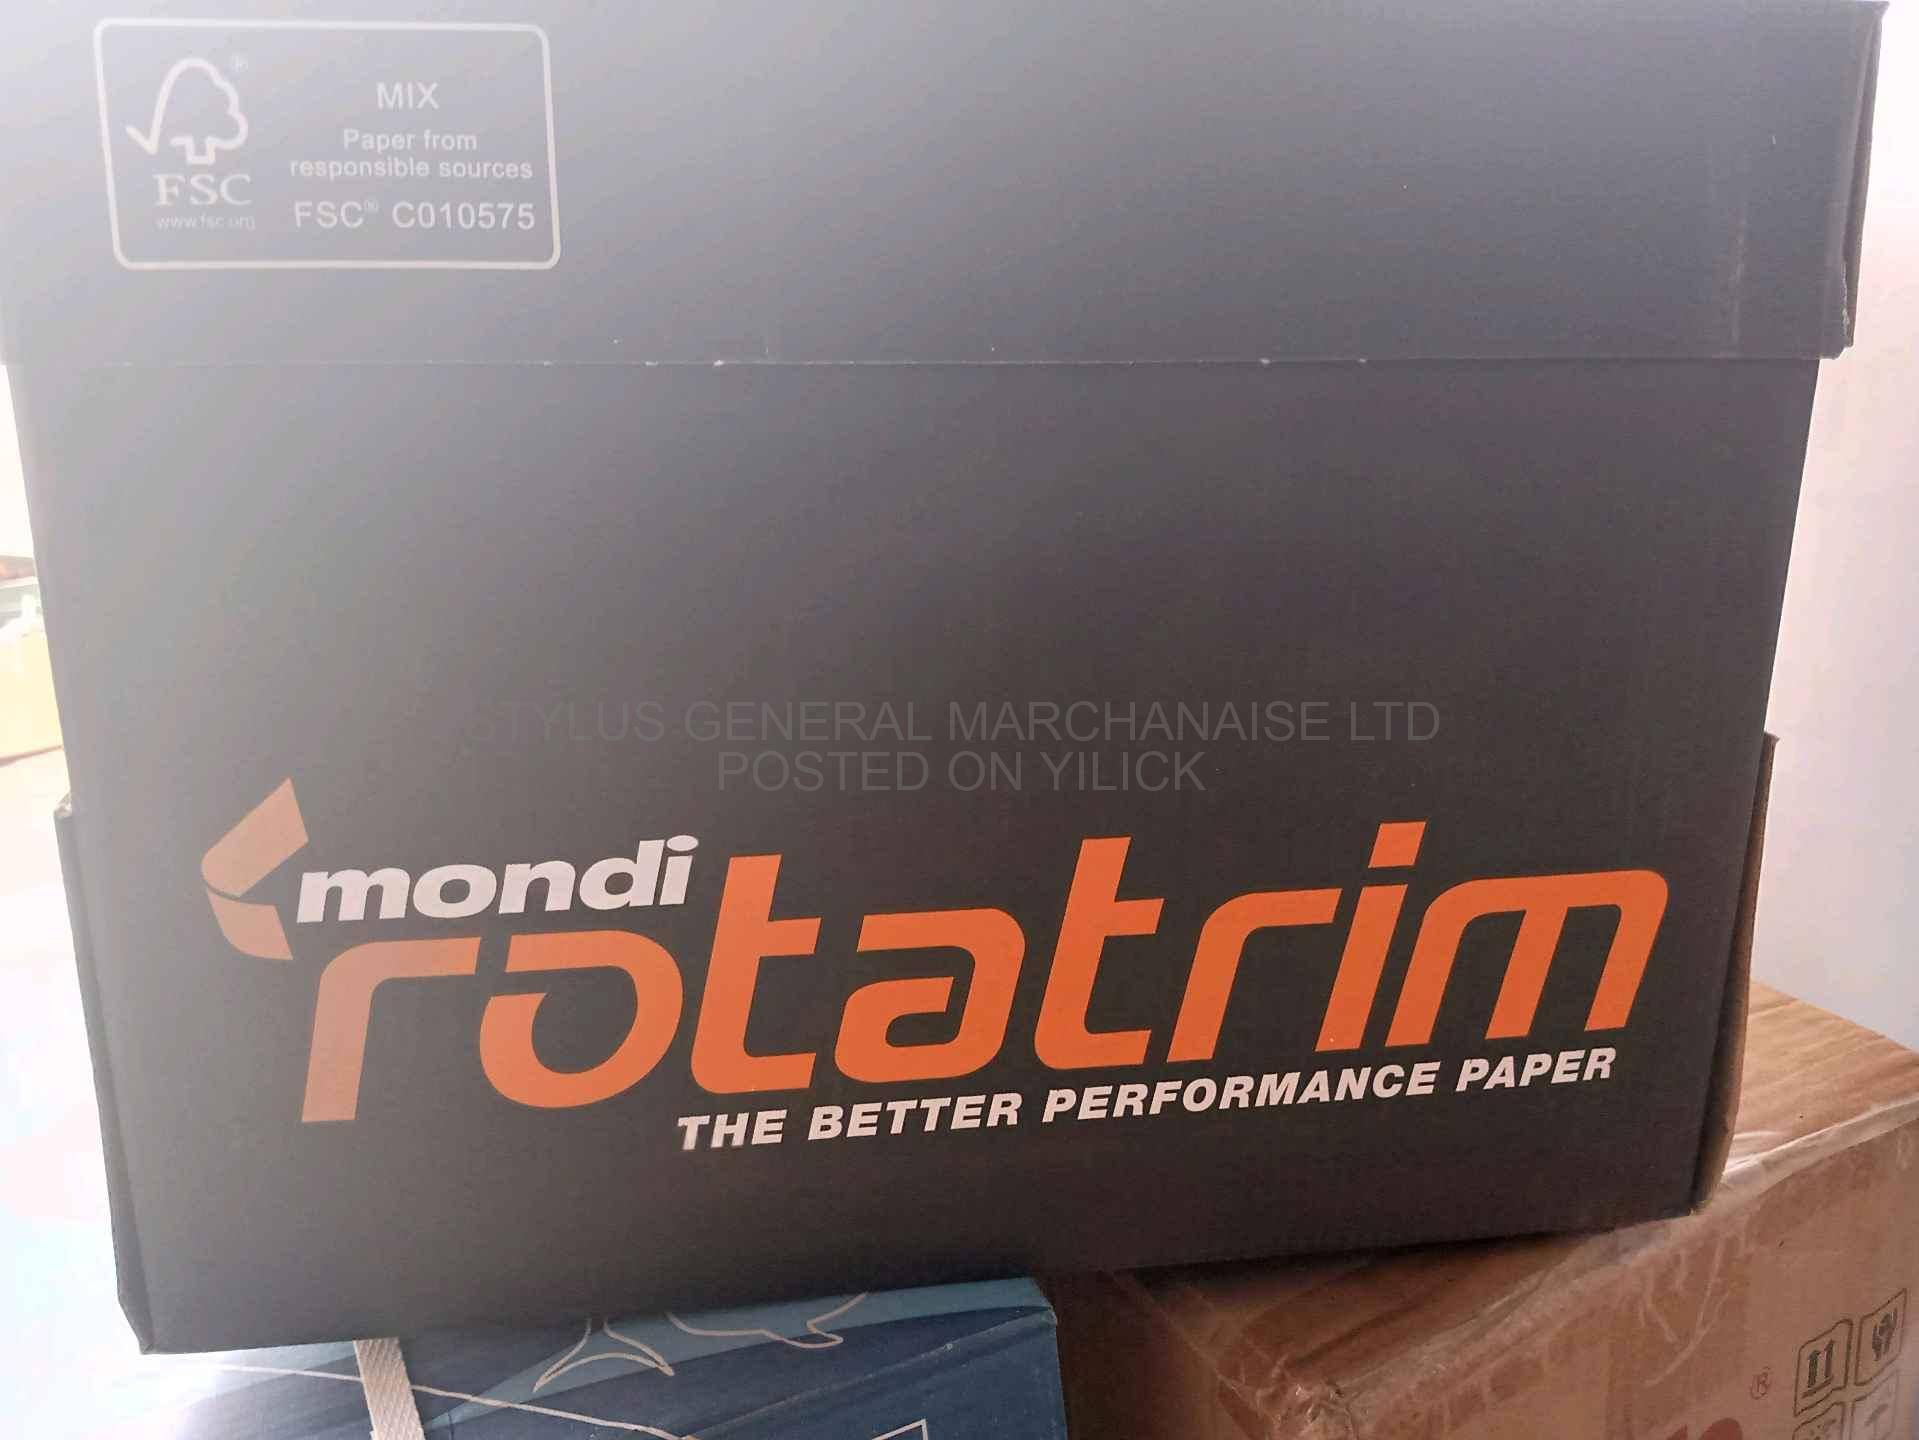 MIX
Paper from
responsible sources
FSC® C010575
FSC
www.fsc.org
STYLUS GENERAL MARCHANAISE LTD
POSTED ON YILICK
mondi
rotatrim
THE BETTER PERFORMANCE PAPER